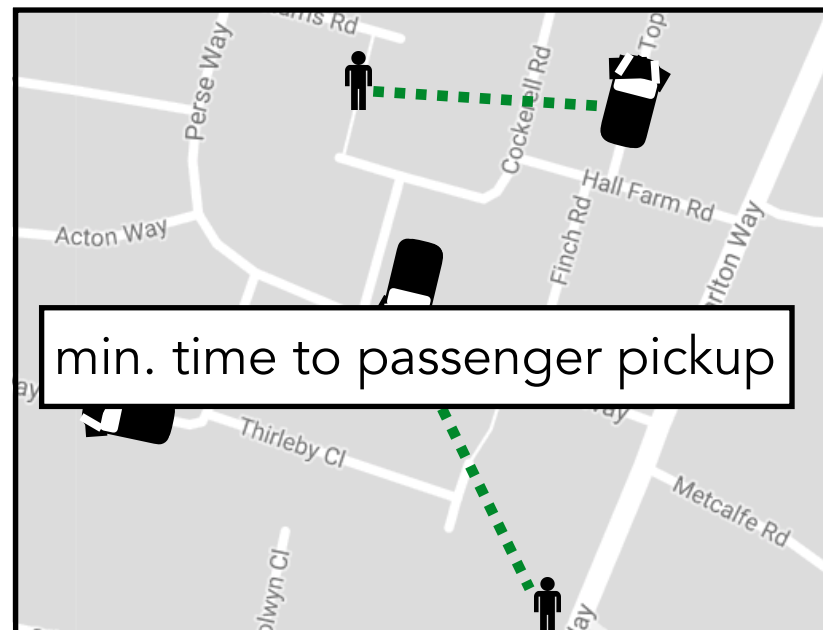 Top
Perse Way
Cockerell Rd
Hall Farm Rd
Acton Way
Finch Rd
min. time to passenger pickup
Thirleby Cl
Metcalfe Rd